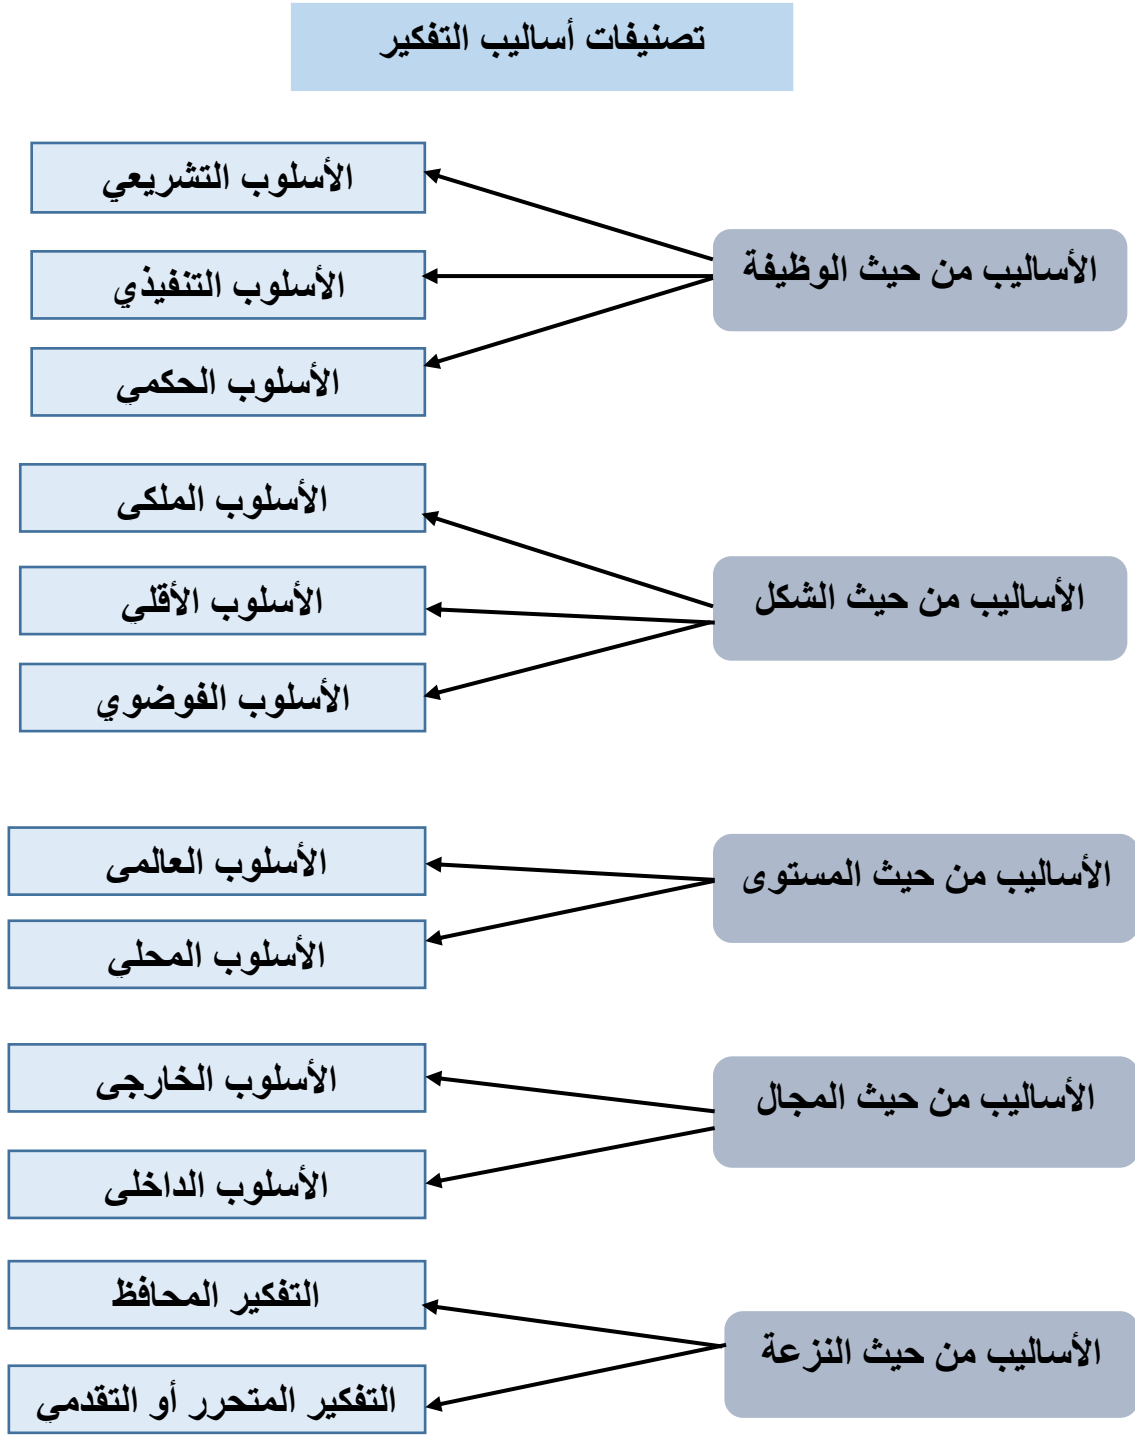 تصنيفات أساليب التفكير
الأساليب من حيث الوظيفة
الأسلوب التشريعي
الأسلوب التنفيذي
الأسلوب الحكمي
الأساليب من حيث الشكل
الأسلوب الملكى
الأسلوب الأقلي
الأسلوب الفوضوي
الأساليب من حيث المستوى
الأسلوب العالمى
الأسلوب المحلي
الأساليب من حيث المجال
الأسلوب الخارجى
الأسلوب الداخلى
الأساليب من حيث النزعة
التفكير المحافظ
التفكير المتحرر أو التقدمي